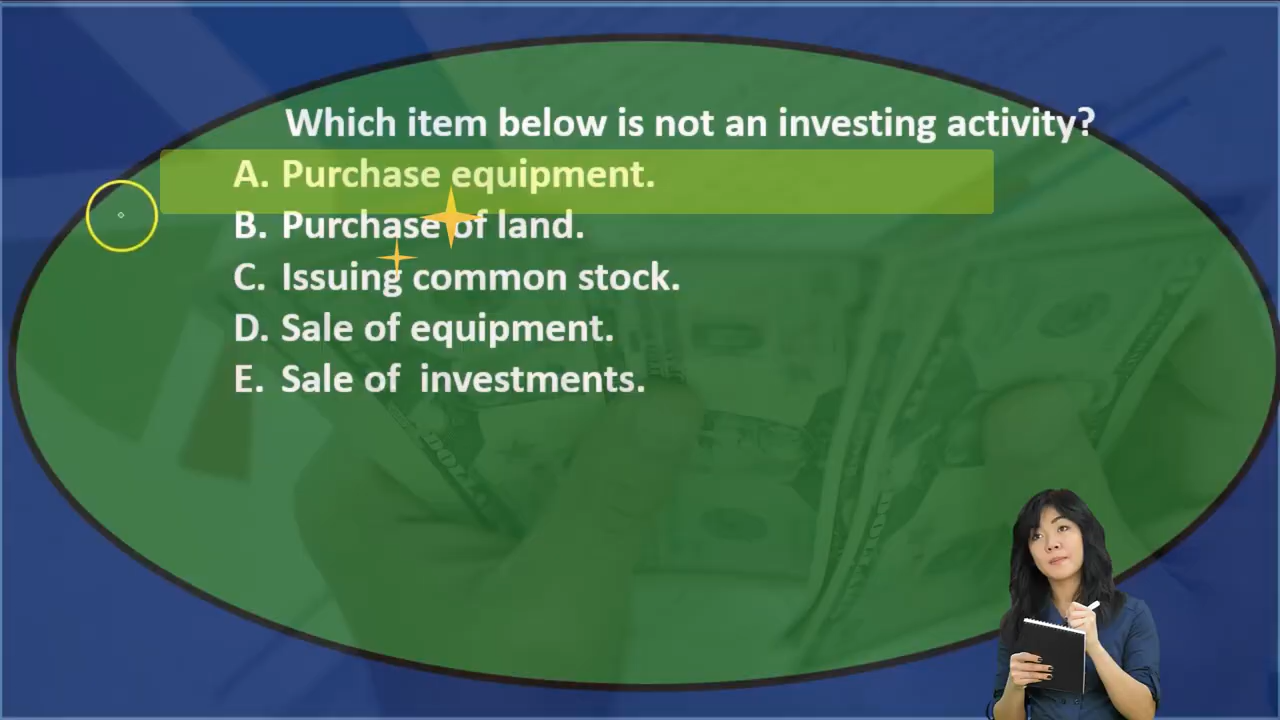 Which item below is not an investing activity?
A. Purchase equipment.
B. Purchase of land.
C. Issuing common stock.
D. Sale of equipment.
E. Sale of investments.